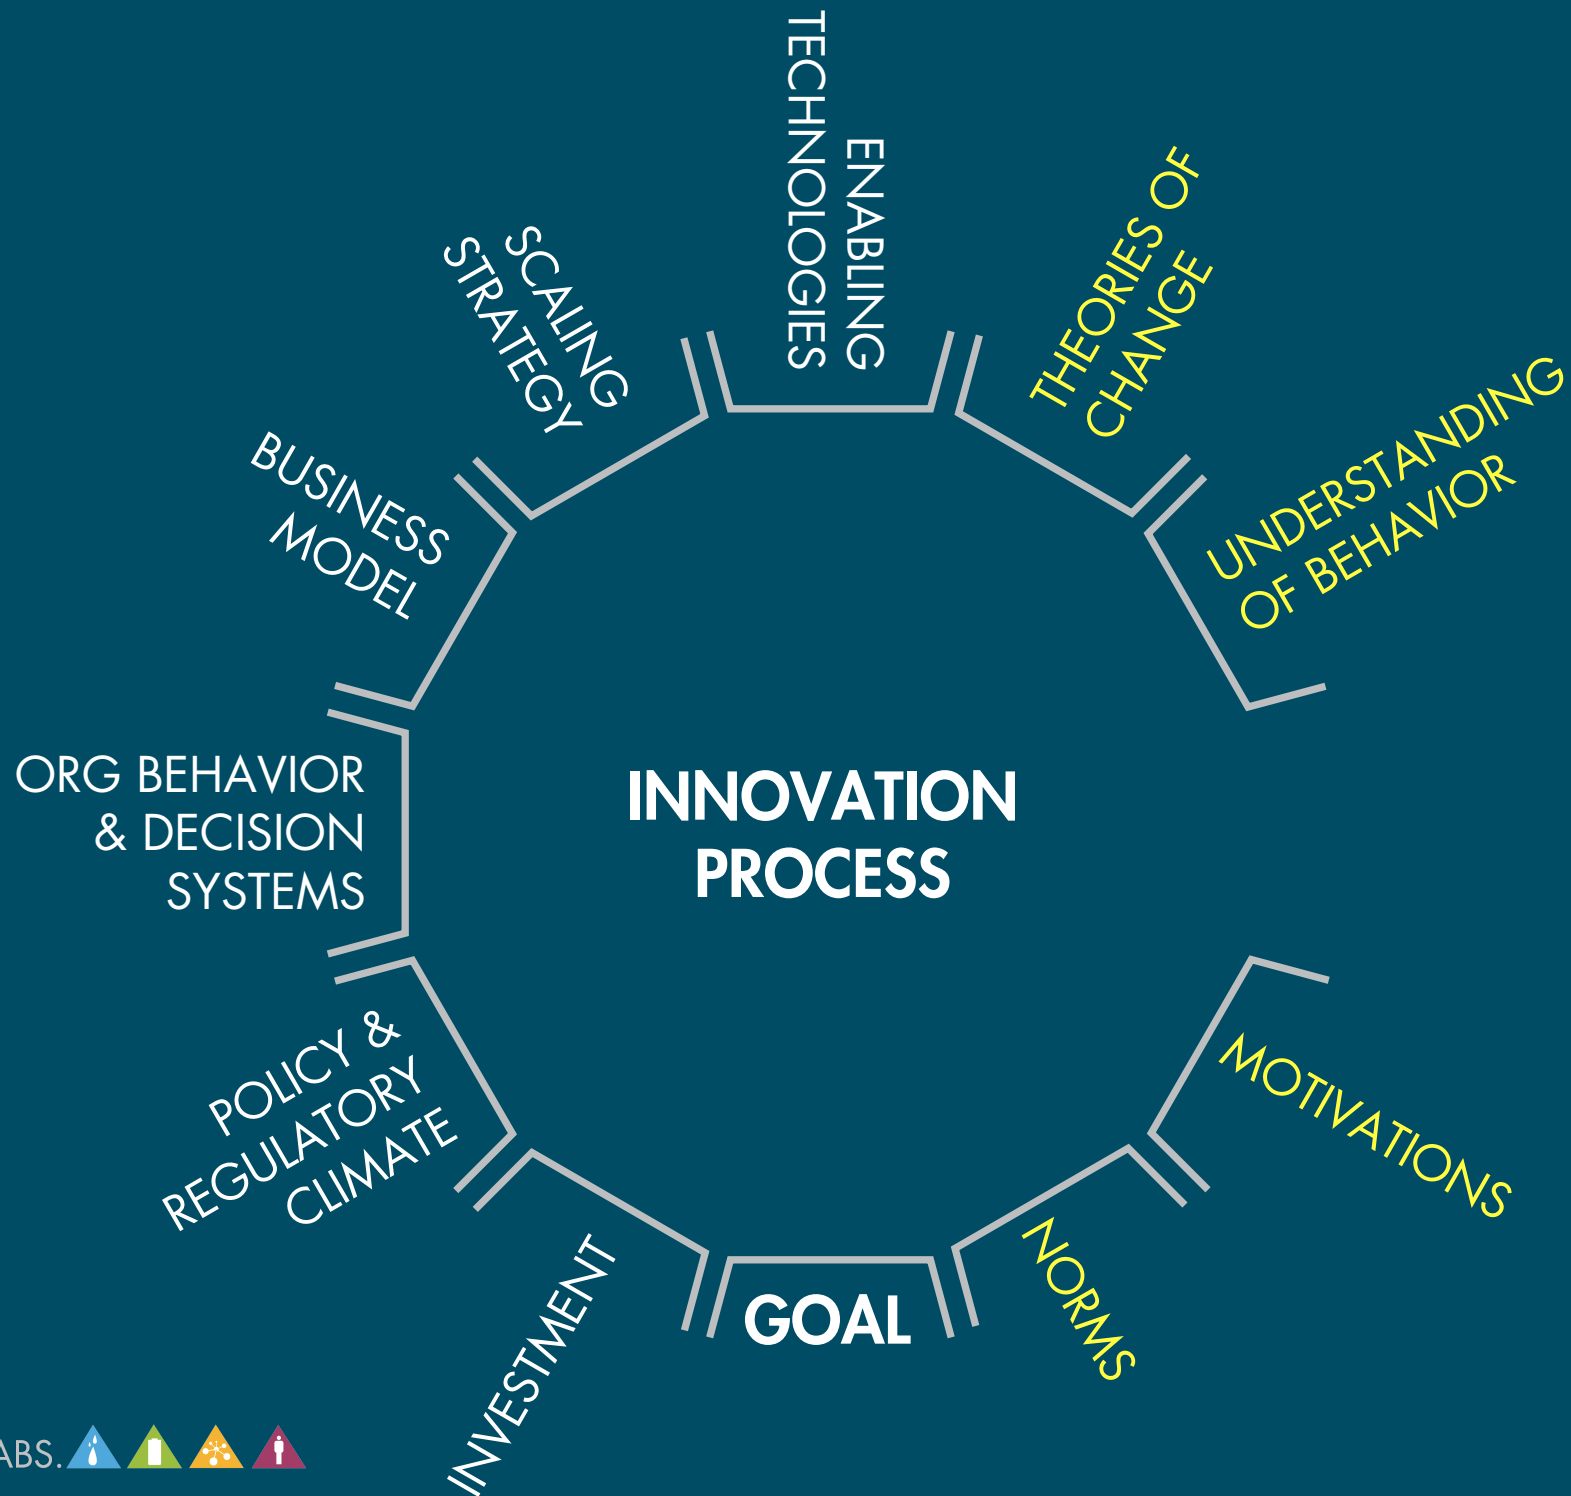 ENABLING
TECHNOLOGIES
THEORIES OF
CHANGE
UNDERSTANDING
OF BEHAVIOR
MOTIVATIONS
NORMS
GOAL
INVESTMENT
POLICY &
REGULATORY
CLIMATE
ORG BEHAVIOR
& DECISION
SYSTEMS
BUSINESS
MODEL
SCALING
STRATEGY
INNOVATION
PROCESS
ABS.